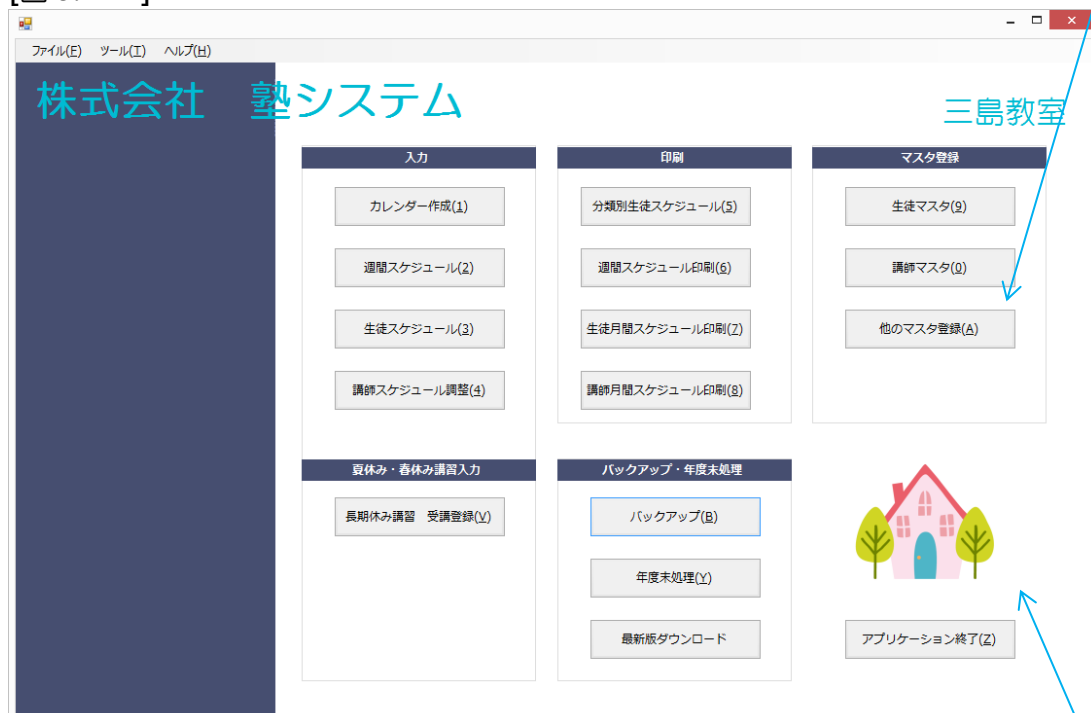 ファイル(F) ツール(T) ヘルプ(H)
株式会社 塾システム
三島教室
入力
カレンダー作成(1)
週間スケジュール(2)
生徒スケジュール(3)
講師スケジュール調整(4)
印刷
分類別生徒スケジュール(5)
週間スケジュール印刷(6)
生徒月間スケジュール印刷(7)
講師月間スケジュール印刷(8)
マスタ登録
生徒マスタ(9)
講師マスタ(0)
他のマスタ登録(A)
夏休み・春休み講習入力
長期休み講習 受講登録(V)
バックアップ・年度末処理
バックアップ(B)
年度末処理(Y)
最新版ダウンロード
アプリケーション終了(Z)